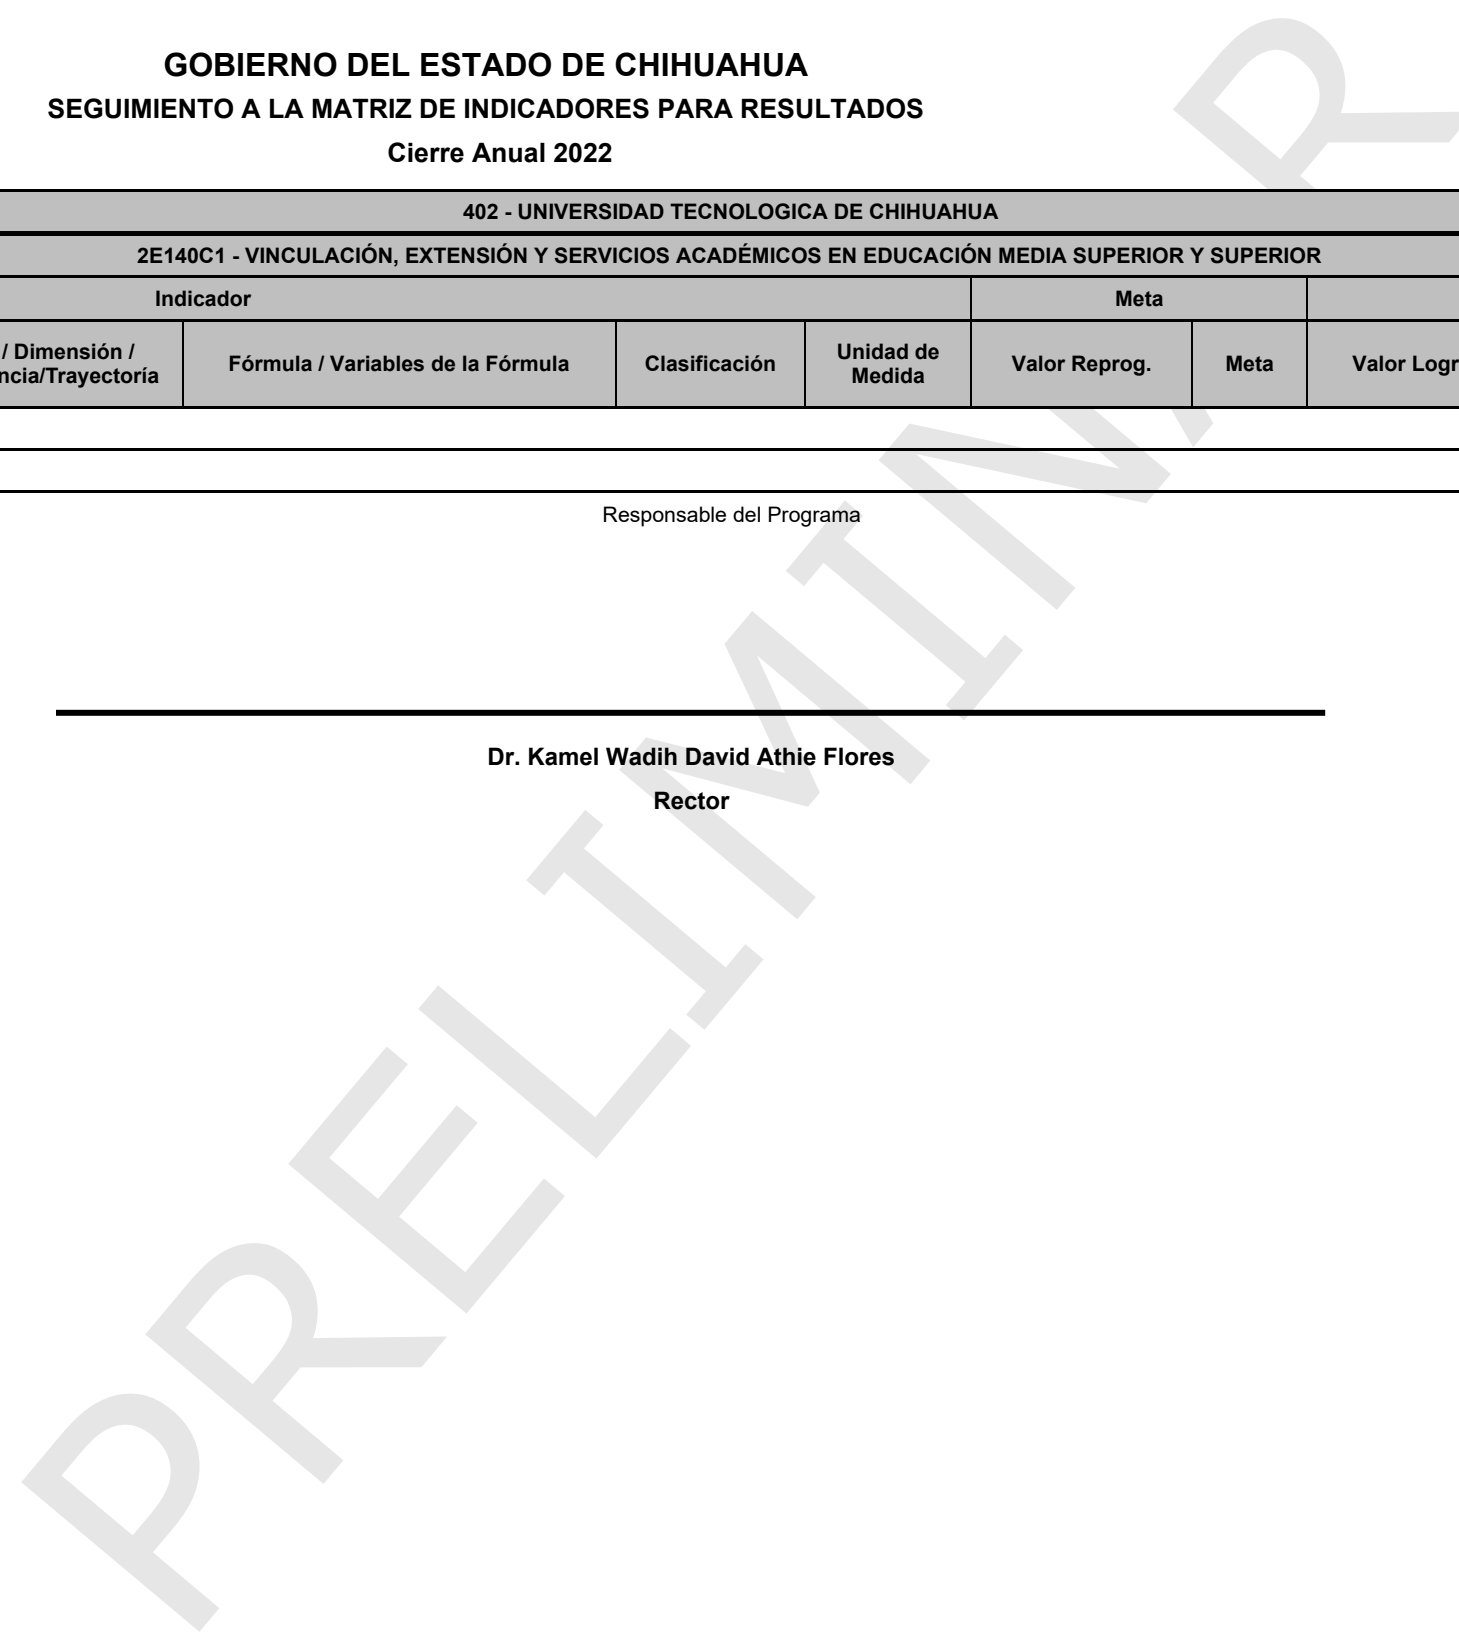 GOBIERNO DEL ESTADO DE CHIHUAHUA
SEGUIMIENTO A LA MATRIZ DE INDICADORES PARA RESULTADOS
Cierre Anual 2022
402 - UNIVERSIDAD TECNOLOGICA DE CHIHUAHUA
2E140C1 - VINCULACIÓN, EXTENSIÓN Y SERVICIOS ACADÉMICOS EN EDUCACIÓN MEDIA SUPERIOR Y SUPERIOR
Indicador
Meta
/ Dimensión /
ncia/Trayectoría
Fórmula / Variables de la Fórmula
Clasificación
Unidad de
Medida
Valor Reprog.
Meta
Valor Logr
Responsable del Programa
Dr. Kamel Wadih David Athie Flores
Rector
PRELIMINAR